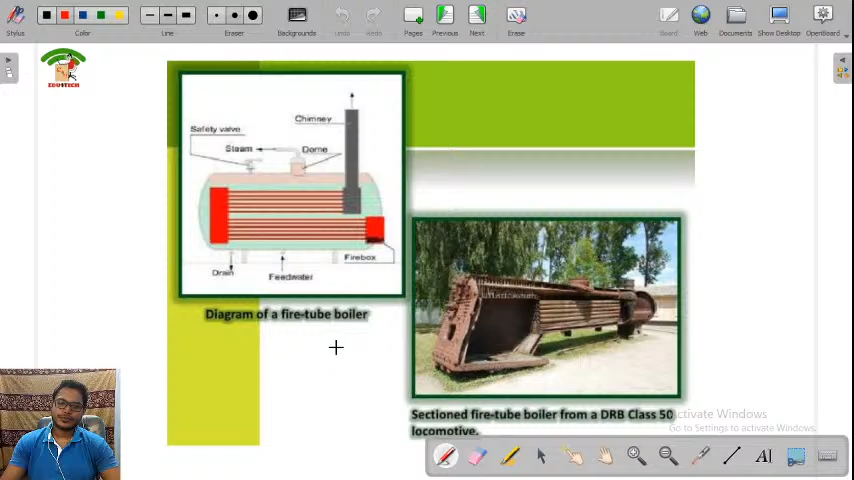 Stylus
Color
Line
Eraser
Backgrounds
Undo
Redo
Pages
Previous
Next
Erase
Board
Web
Documents
Show Desktop
OpenBoard
EDU4TECH
Safety valve
Steam
Dome
Chimney
Firebox
Drain
Feedwater
Diagram of a fire-tube boiler
Sectioned fire-tube boiler from a DRB Class 50
locomotive.
Activate Windows
Go to Settings to activate Windows.